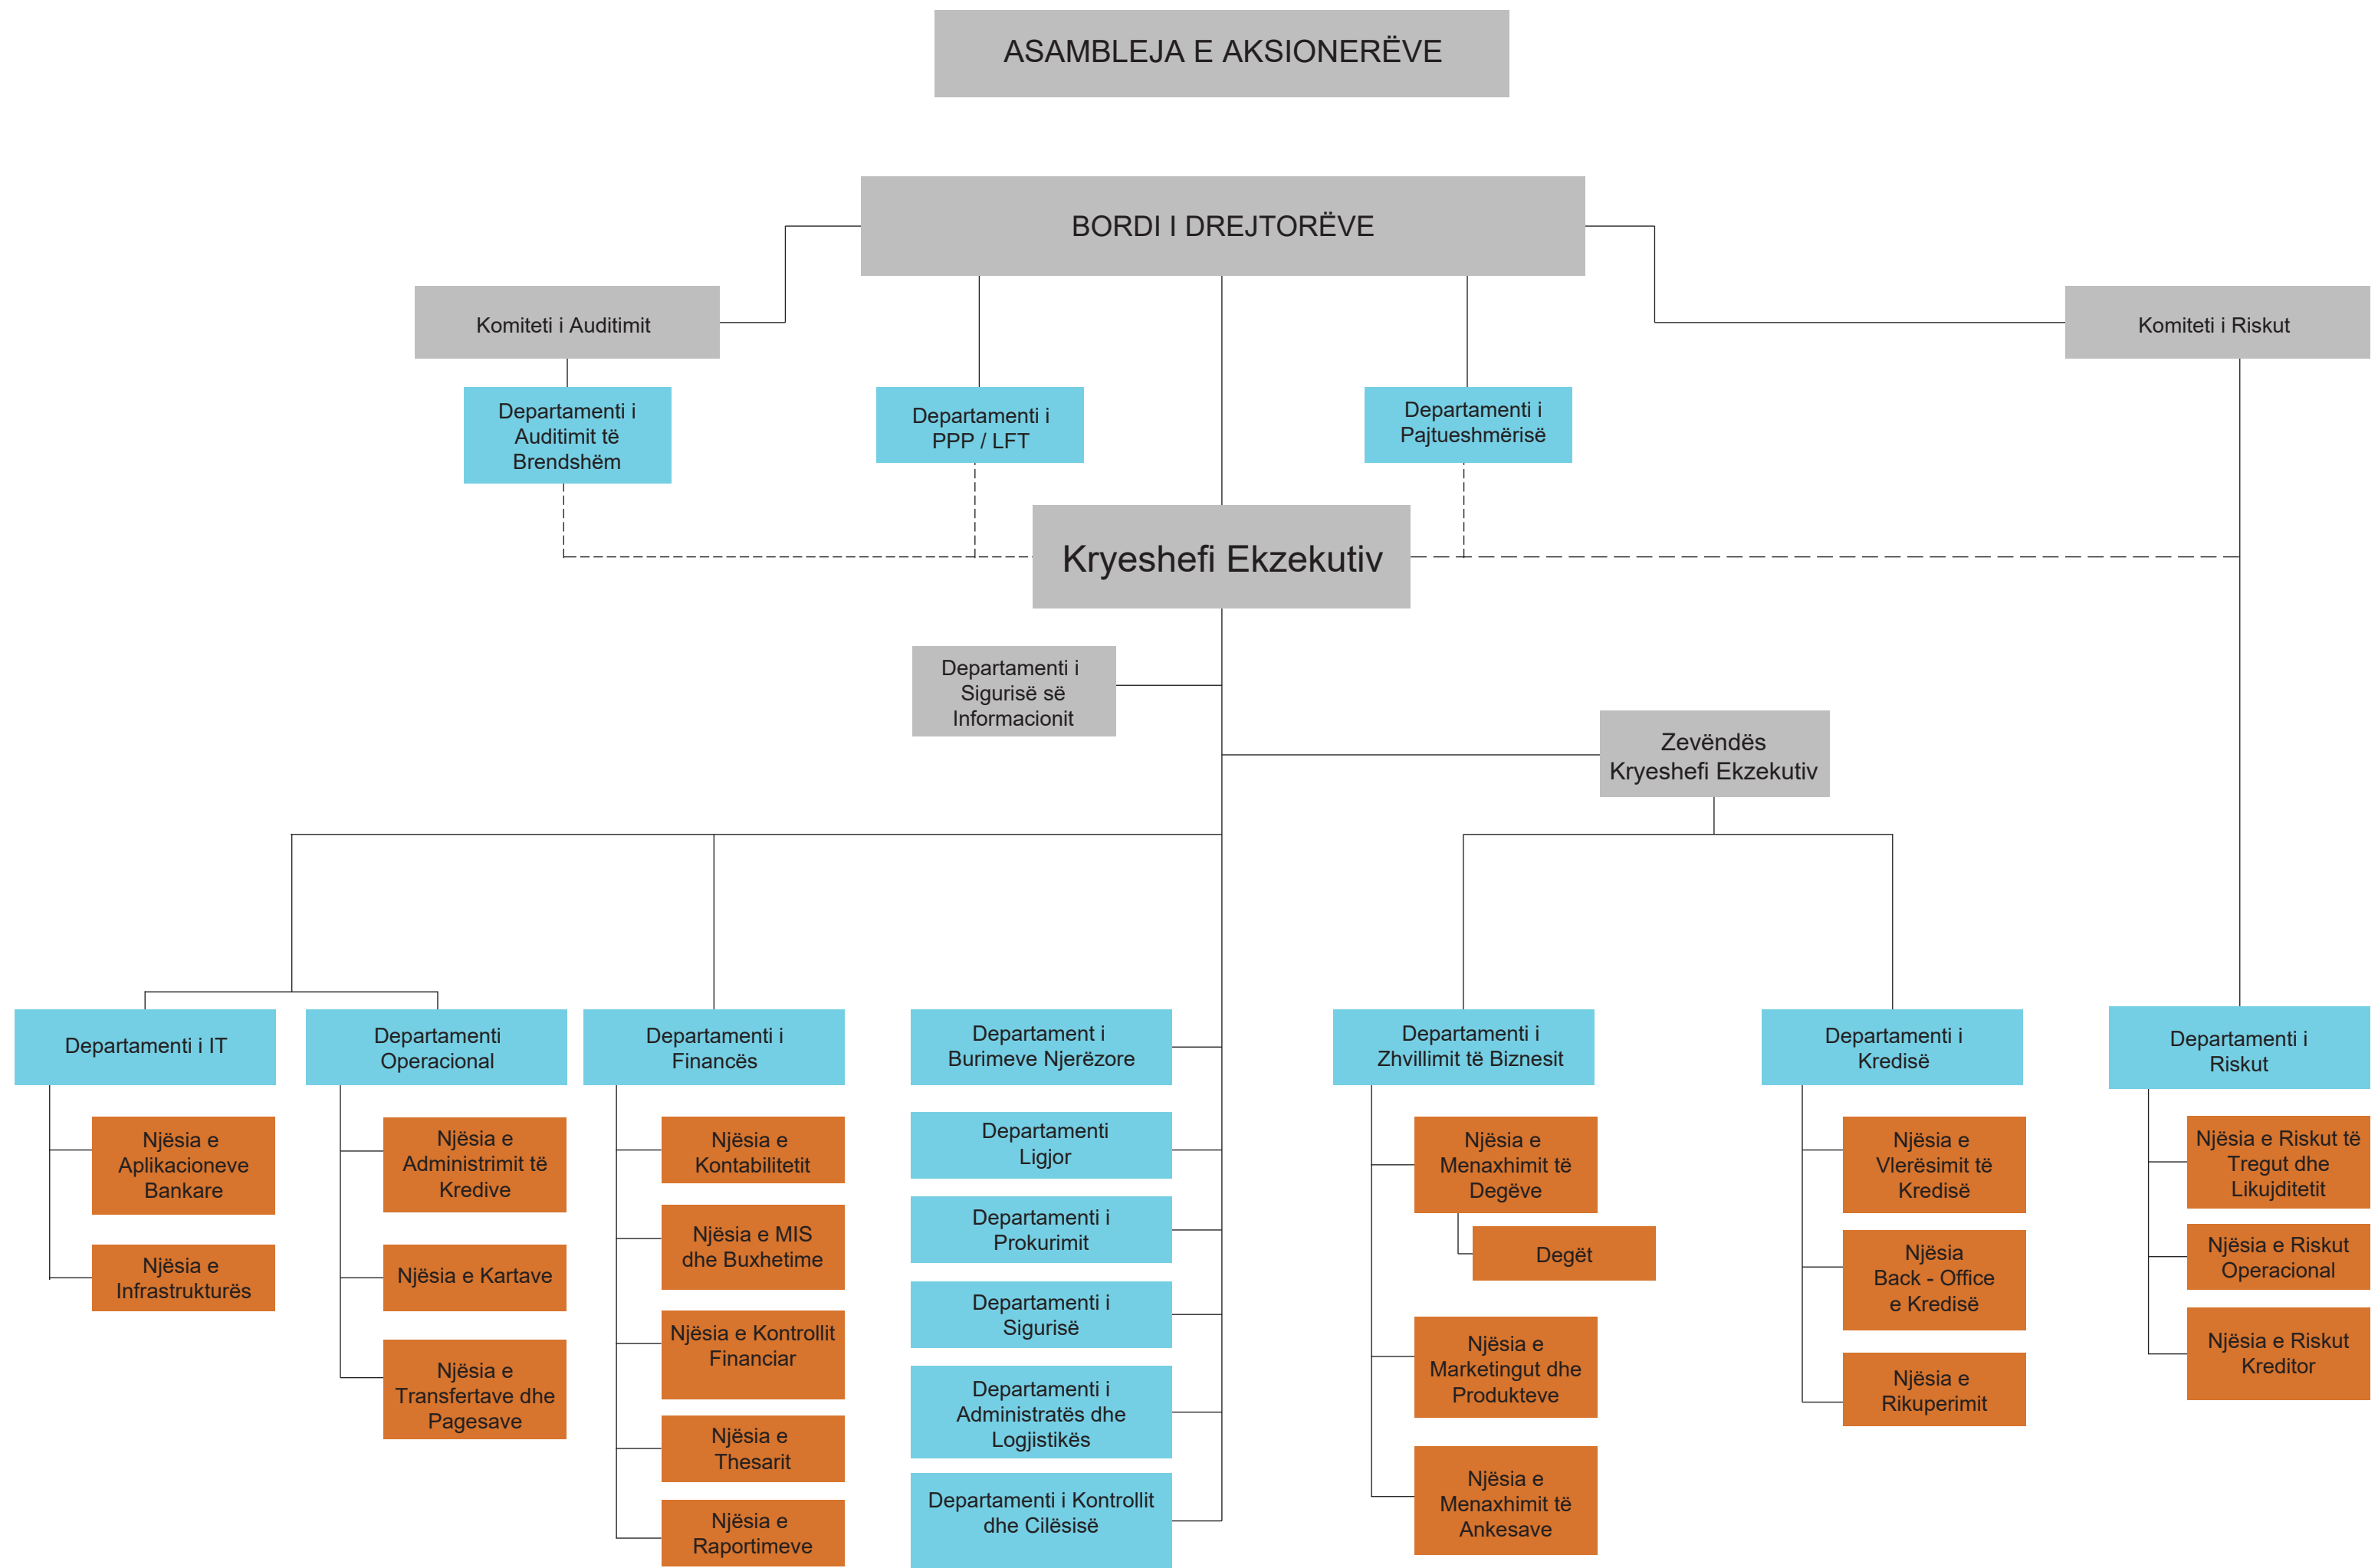 ASAMBLEJA E AKSIONERËVE
BORDI I DREJTORËVE
Komiteti i Auditimit
Komiteti i Riskut
Departamenti i
Auditimit të
Brendshëm
Departamenti i
PPP / LFT
Departamenti i
Pajtueshmërisë
Kryeshefi Ekzekutiv
Departamenti i
Sigurisë së
Informacionit
Zevëndës
Kryeshefi Ekzekutiv
Departamenti i IT
Njësia e
Aplikacioneve
Bankare
Njësia e
Infrastrukturës
Departamenti
Operacional
Njësia e
Administrimit të
Kredive
Njësia e Kartave
Njësia e
Transfertave dhe
Pagesave
Departamenti i
Financës
Njësia e
Kontabilitetit
Njësia e MIS
dhe Buxhetime
Njësia e Kontrollit
Financiar
Njësia e
Thesarit
Njësia e
Raportimeve
Departament i
Burimeve Njerëzore
Departamenti
Ligjor
Departamenti i
Prokurimit
Departamenti i
Sigurisë
Departamenti i
Administratës dhe
Logjistikës
Departamenti i Kontrollit
dhe Cilësisë
Departamenti i
Zhvillimit të Biznesit
Njësia e
Menaxhimit të
Degëve
Degët
Njësia e
Marketingut dhe
Produkteve
Njësia e
Menaxhimit të
Ankesave
Departamenti i
Kredisë
Njësia e
Vlerësimit të
Kredisë
Njësia
Back - Office
e Kredisë
Njësia e
Rikuperimit
Departamenti i
Riskut
Njësia e Riskut të
Tregut dhe
Likujditetit
Njësia e Riskut
Operacional
Njësia e Riskut
Kreditor